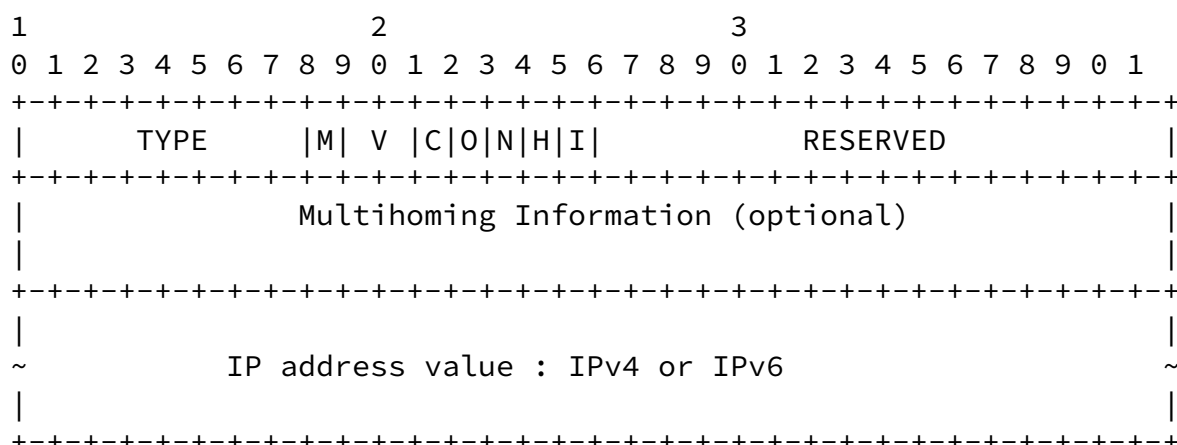 1                   2                   3
0 1 2 3 4 5 6 7 8 9 0 1 2 3 4 5 6 7 8 9 0 1 2 3 4 5 6 7 8 9 0 1
+-+-+-+-+-+-+-+-+-+-+-+-+-+-+-+-+-+-+-+-+-+-+-+-+-+-+-+-+-+-+-+-+
|      TYPE     |M| V |C|O|N|H|I|           RESERVED            |
+-+-+-+-+-+-+-+-+-+-+-+-+-+-+-+-+-+-+-+-+-+-+-+-+-+-+-+-+-+-+-+-+
|               Multihoming Information (optional)              |
|                                                               |
+-+-+-+-+-+-+-+-+-+-+-+-+-+-+-+-+-+-+-+-+-+-+-+-+-+-+-+-+-+-+-+-+
|                                                               |
~           IP address value : IPv4 or IPv6                     ~
|                                                               |
+-+-+-+-+-+-+-+-+-+-+-+-+-+-+-+-+-+-+-+-+-+-+-+-+-+-+-+-+-+-+-+-+